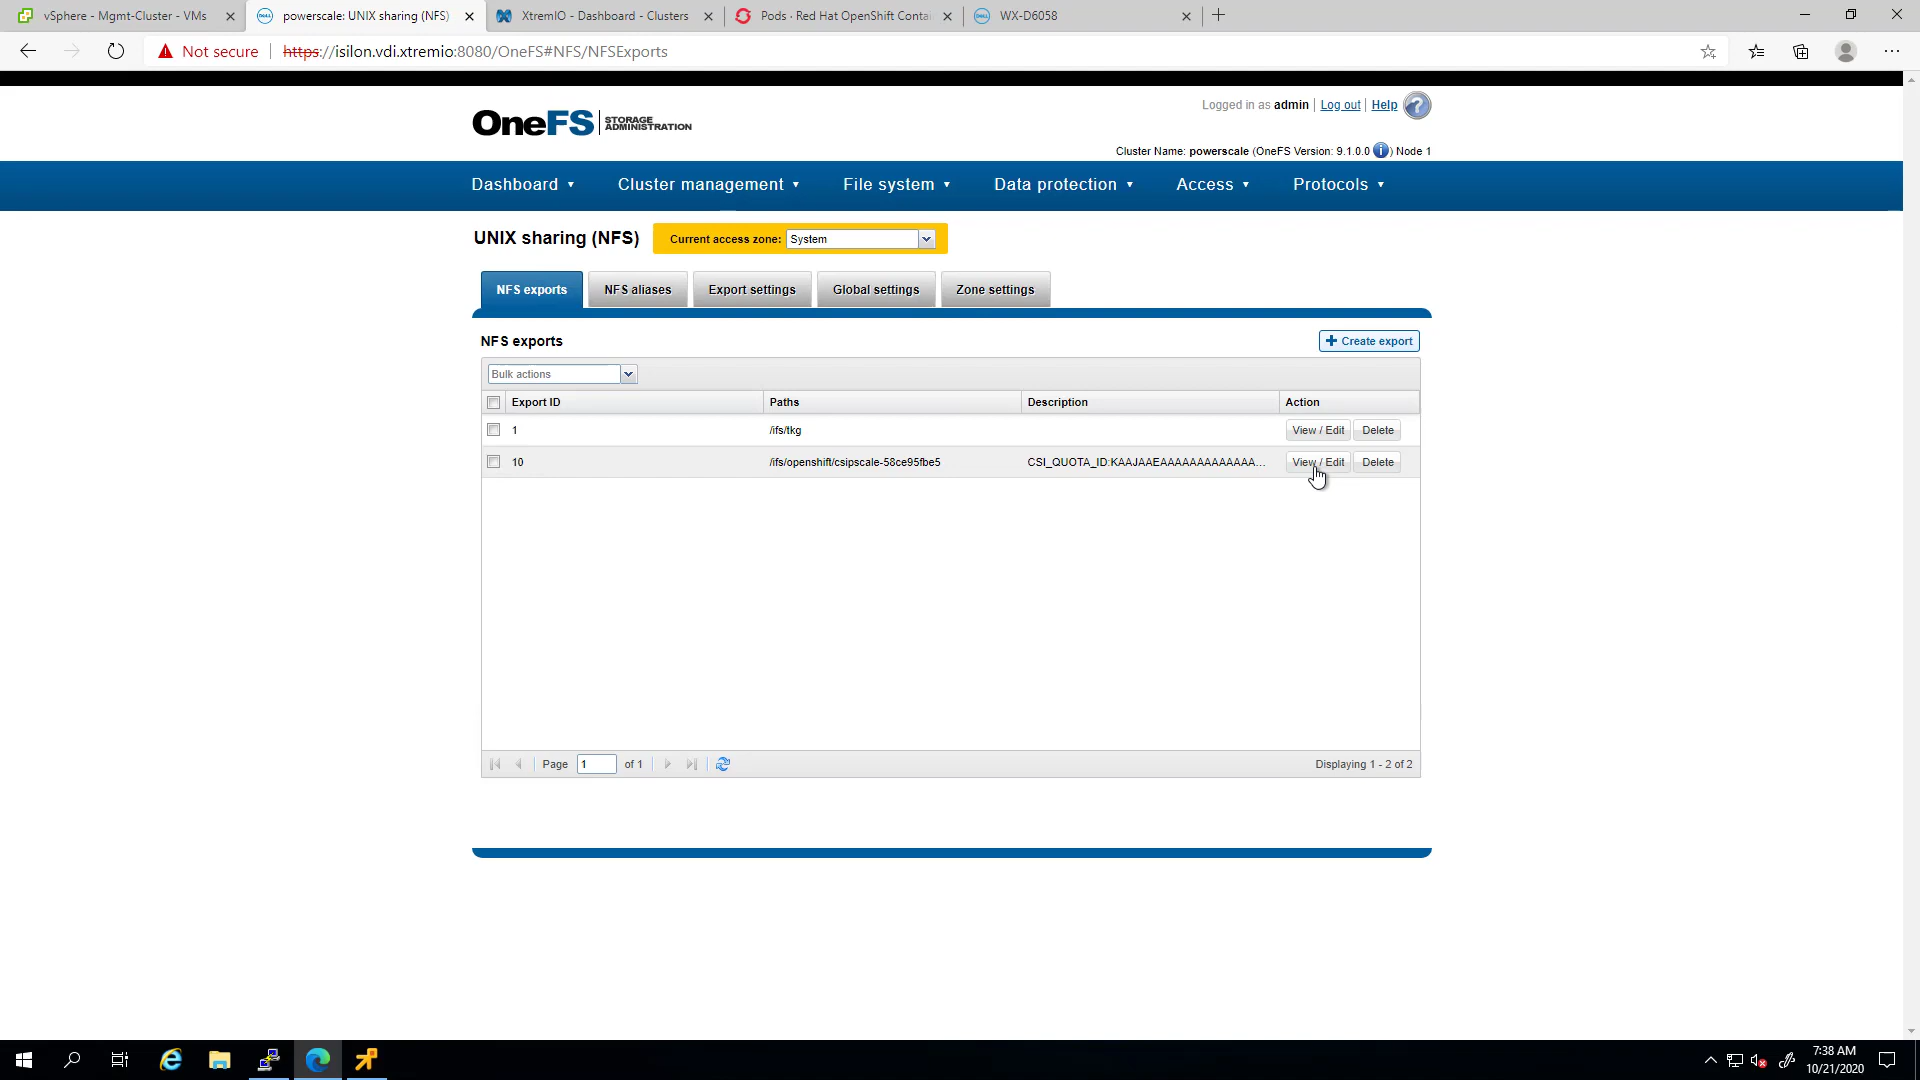 vSphere - Mgmt-Cluster - VMs
powerscale: UNIX sharing (NFS)
XtremIO - Dashboard - Clusters
Pods · Red Hat OpenShift Contai
WX-D6058
Not secure
https://isilon.vdi.xtremio:8080/OneFS#NFS/NFSExports
OneFS STORAGE ADMINISTRATION
Logged in as admin Log out Help
Cluster Name: powerscale (OneFS Version: 9.1.0.0 ) Node 1
Dashboard Cluster management File system Data protection Access Protocols
UNIX sharing (NFS)
Current access zone: System
NFS exports NFS aliases Export settings Global settings Zone settings
NFS exports
Create export
Bulk actions
Export ID Paths Description Action
1 /ifs/tkg View / Edit Delete
10 /ifs/openshift/csipscale-58ce95fbe5 CSI_QUOTA_ID:KAAJAAEAAAAAAAAAAAAA... View / Edit Delete
Page 1 of 1
Displaying 1 - 2 of 2
7:38 AM
10/21/2020